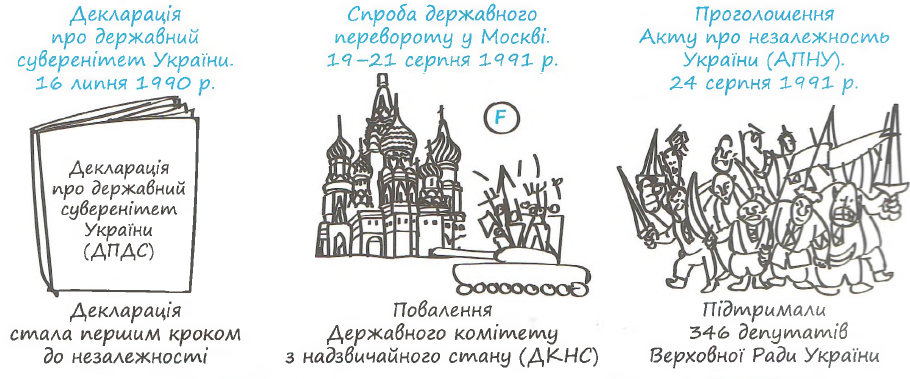 Декларація
про державний
суверенітет України.
16 липня 1990 р.
Декларація
про державний
суверенітет
України
(ДПДС)
Декларація
стала першим кроком
до незалежності
Спроба державного
перевороту у Москві.
19–21 серпня 1991 р.
F
Повалення
Державного комітету
з надзвичайного стану (ДКНС)
Проголошення
Акту про незалежность
України (АПНУ).
24 серпня 1991 р.
Підтримали
346 депутатів
Верховної Ради України